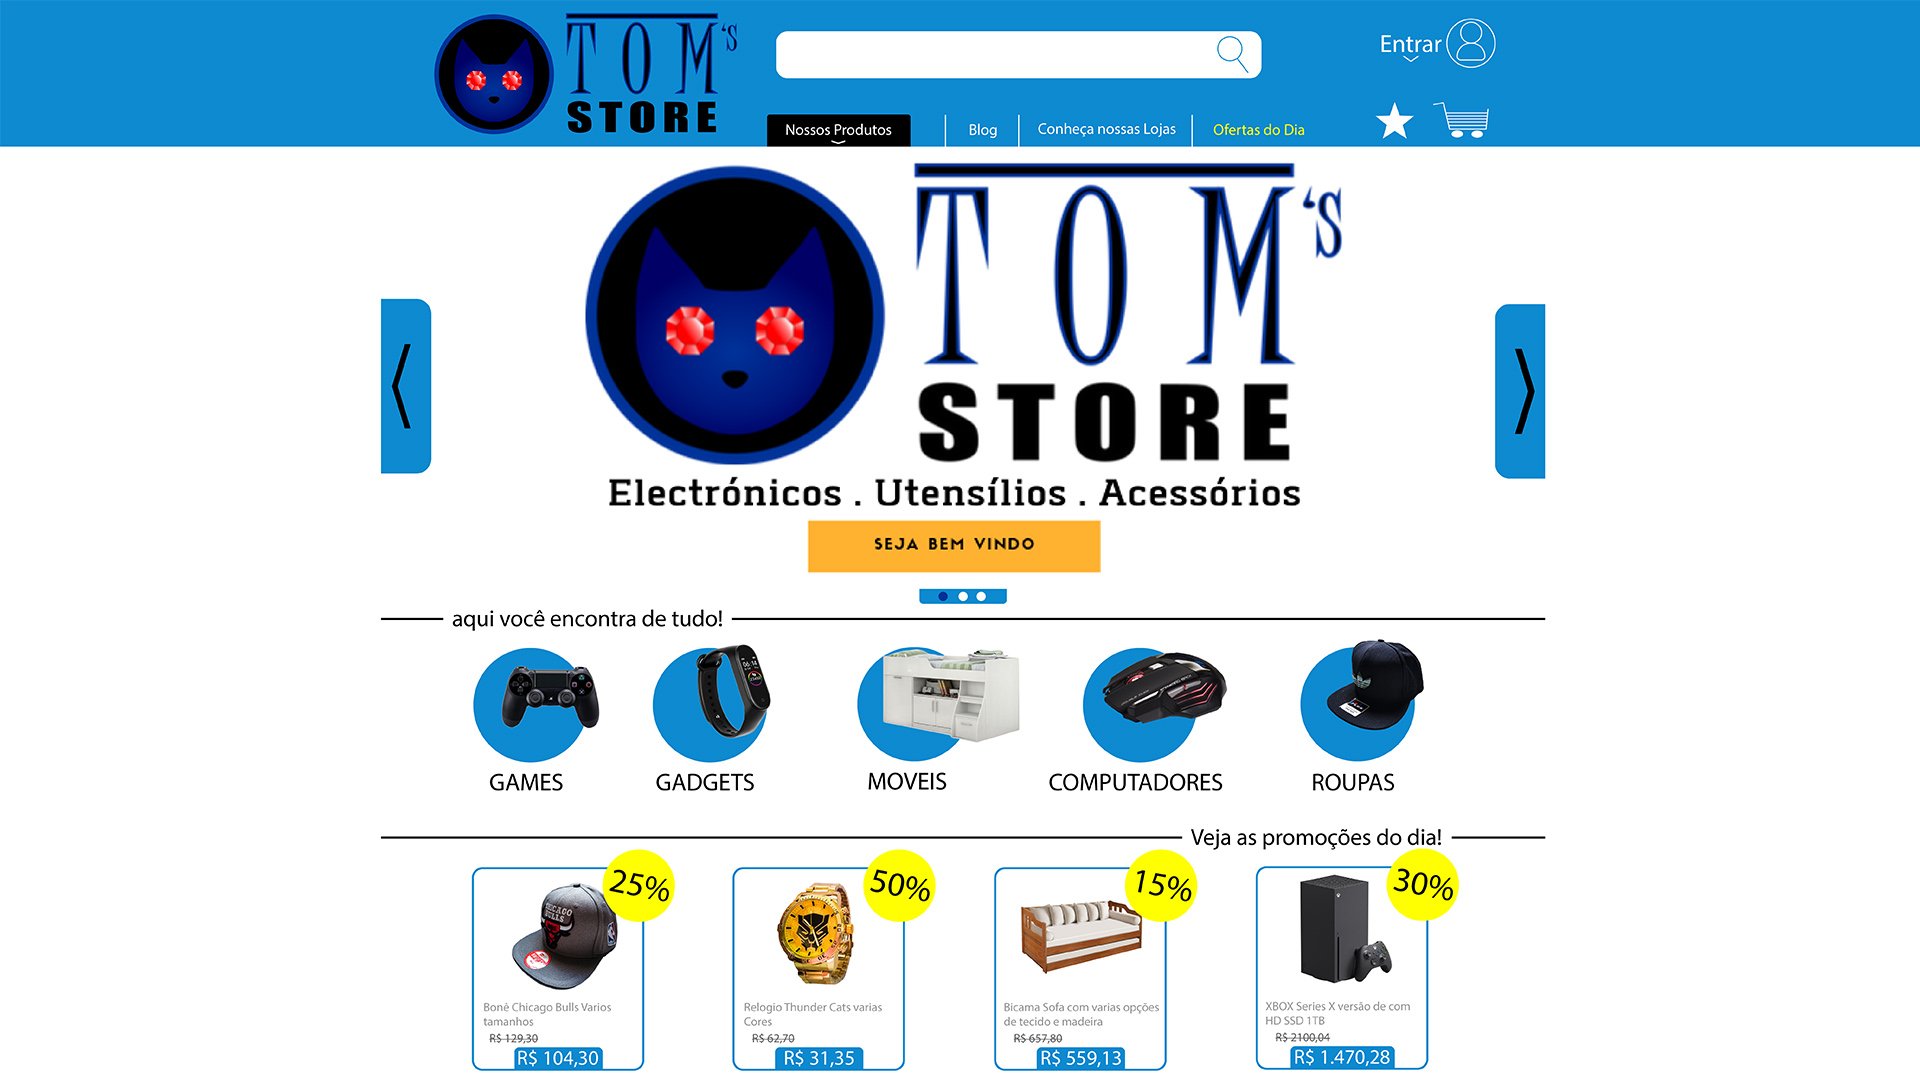 TOM's
STORE
Entrar
Nossos Produtos
Blog
Conheça nossas Lojas
Ofertas do Dia
TOM's
STORE
Electrónicos . Utensílios . Acessórios
SEJA BEM VINDO
aqui você encontra de tudo!
GAMES
GADGETS
MOVEIS
COMPUTADORES
ROUPAS
Veja as promoções do dia!
25%
50%
15%
30%
CHICAGO
BULLS
Bonè Chicago Bulls Varios
tamanhos
R$ 129,30
R$ 104,30
Relogio Thunder Cats varias
Cores
R$ 62,70
R$ 31,35
Bicama Sofa com varias opções
de tecido e madeira
R$ 657,80
R$ 559,13
XBOX Series X versão de com
HD SSD 1TB
R$ 2100,04
R$ 1.470,28